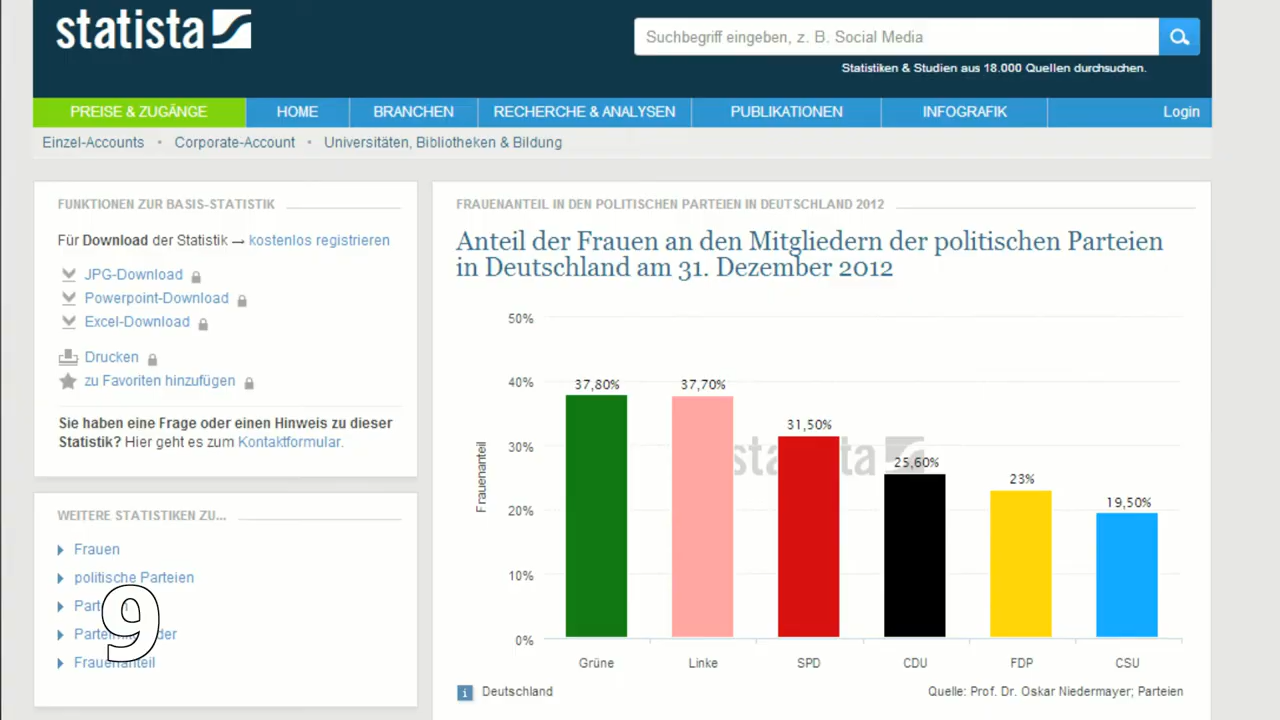 statista
Suchbegriff eingeben, z. B. Social Media
Statistiken & Studien aus 18.000 Quellen durchsuchen.
PREISE & ZUGÄNGE HOME BRANCHEN RECHERCHE & ANALYSEN PUBLIKATIONEN INFOGRAFIK Login
Einzel-Accounts • Corporate-Account • Universitäten, Bibliotheken & Bildung
FUNKTIONEN ZUR BASIS-STATISTIK
Für Download der Statistik → kostenlos registrieren
JPG-Download
Powerpoint-Download
Excel-Download
Drucken
zu Favoriten hinzufügen
Sie haben eine Frage oder einen Hinweis zu dieser
Statistik? Hier geht es zum Kontaktformular.
WEITERE STATISTIKEN ZU...
Frauen
politische Parteien
9
Frauenanteil
FRAUENANTEIL IN DEN POLITISCHEN PARTEIEN IN DEUTSCHLAND 2012
Anteil der Frauen an den Mitgliedern der politischen Parteien
in Deutschland am 31. Dezember 2012
50%
40%
30%
20%
10%
0%
Frauenanteil
37,80% 37,70% 31,50% 25,60% 23% 19,50%
Grüne Linke SPD CDU FDP CSU
Deutschland
Quelle: Prof. Dr. Oskar Niedermayer; Parteien